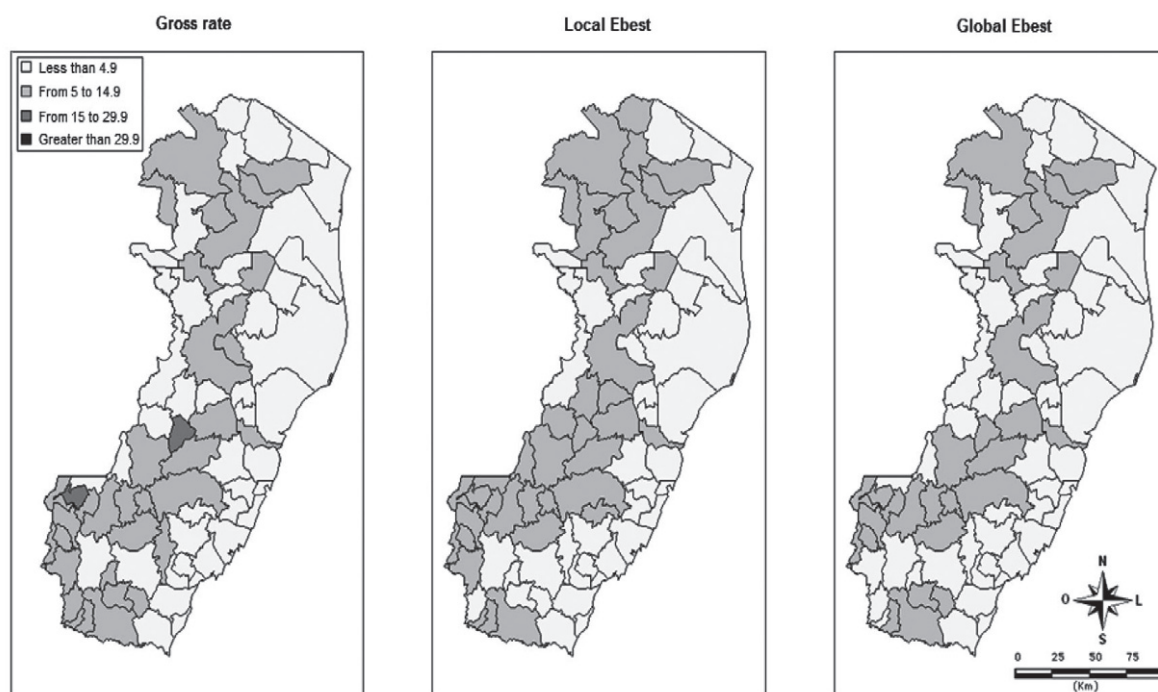 Gross rate
Less than 4.9
From 5 to 14.9
From 15 to 29.9
Greater than 29.9
Local Ebest
Global Ebest
N
O L
S
0 25 50 75
(Km)